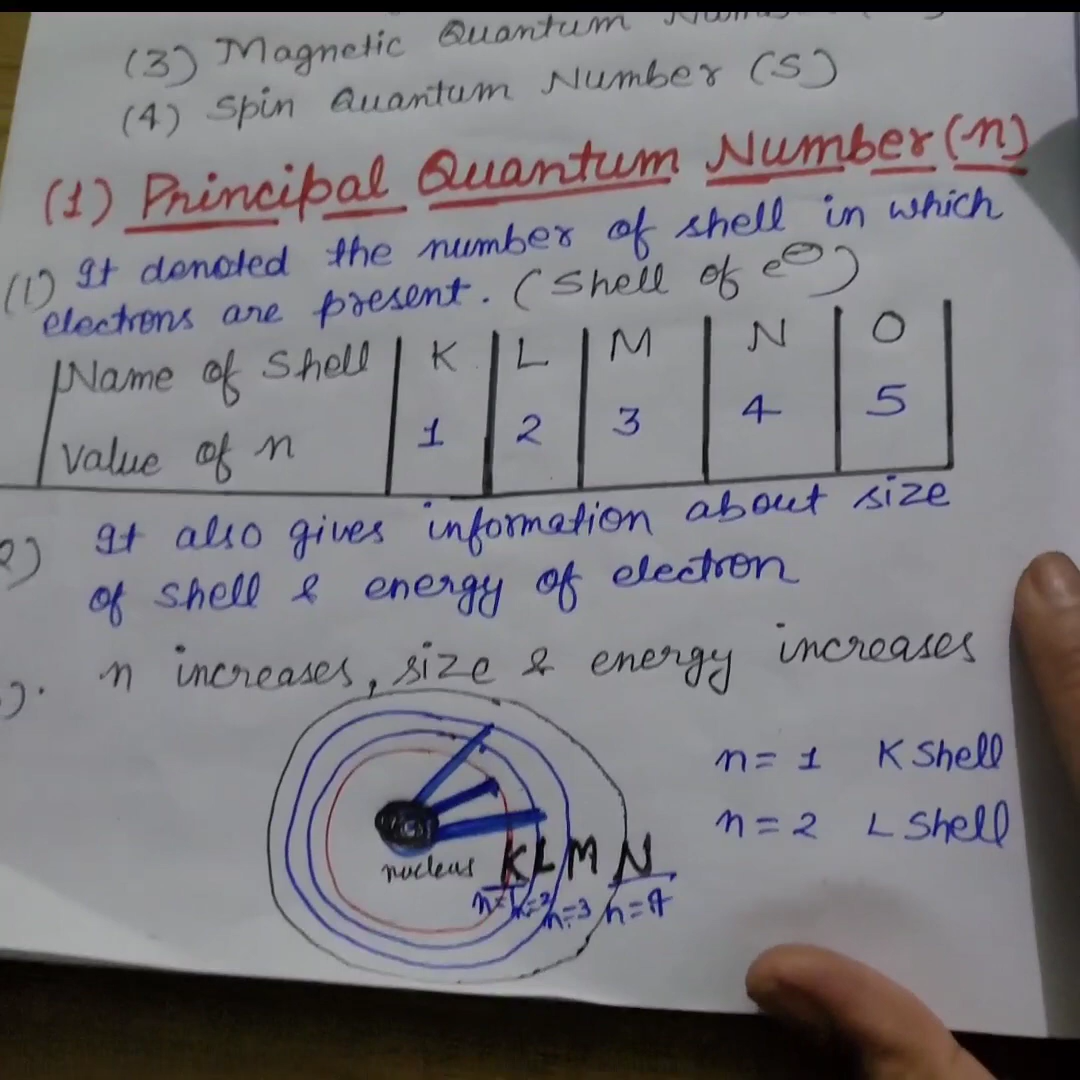 (3) Magnetic Quantum
(4) Spin Quantum Number (S)
(1) Principal Quantum Number (n)
(1) It denoted the number of shell in which
electrons are present. (Shell of e⊖)
Name of Shell K L M N O
Value of n 1 2 3 4 5
2) It also gives information about size
of shell & energy of electron
n increases, size & energy increases
n = 1 K Shell
n = 2 L Shell
nucleus K L M N
n=1 n=2 n=3 n=4